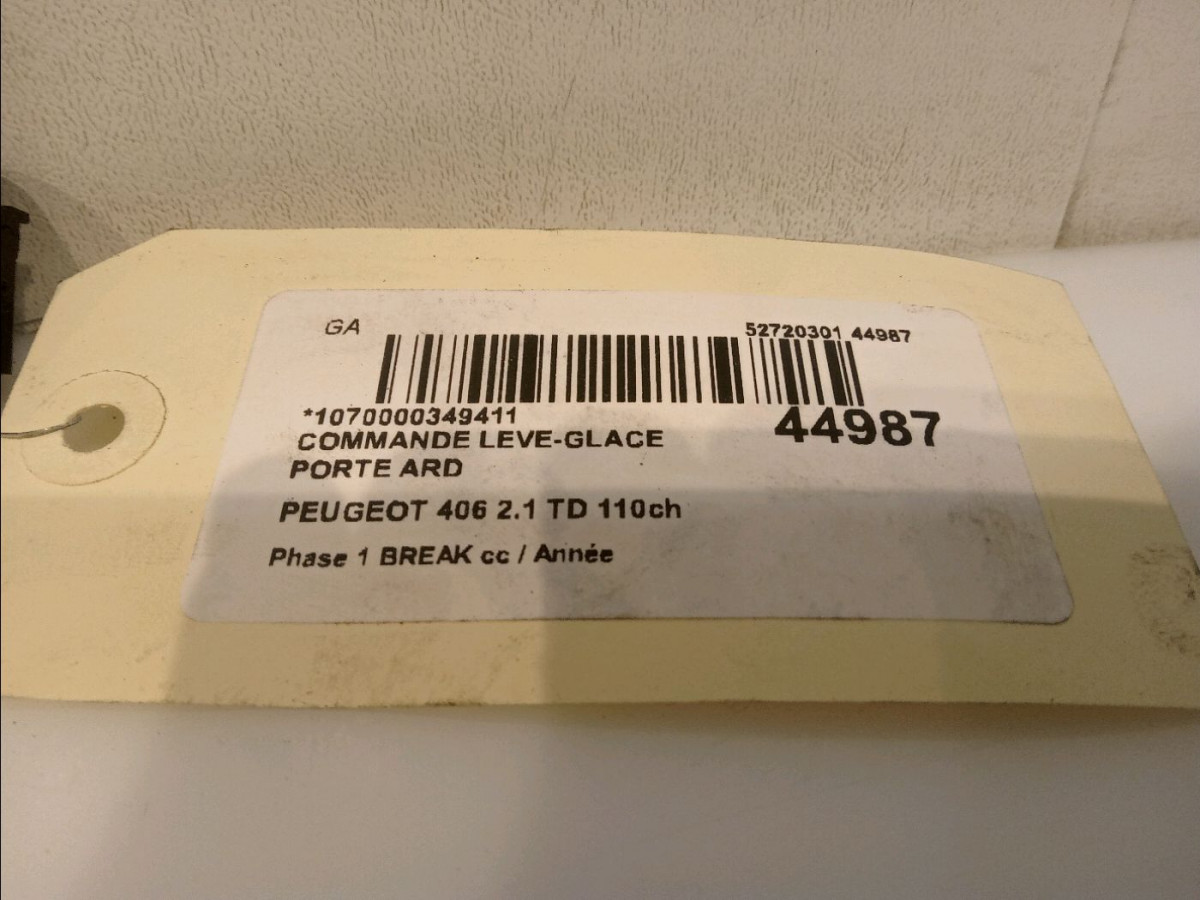 GA
52720301 44987
*1070000349411
44987
COMMANDE LEVE-GLACE
PORTE ARD
PEUGEOT 406 2.1 TD 110ch
Phase 1 BREAK cc / Année